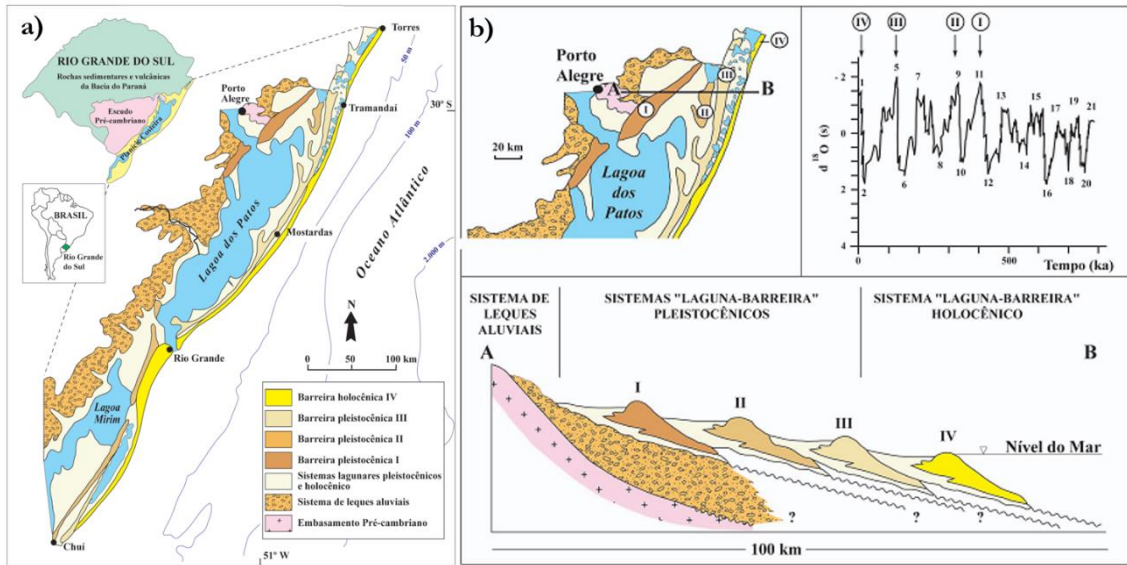 a)
RIO GRANDE DO SUL
Rochas sedimentares e vulcânicas
da Bacia do Paraná
Escudo
Pré-cambriano
Planície Costeira
BRASIL
Rio Grande
do Sul
Torres
50 m
100 m
Porto
Alegre
30° S
Tramandaí
Lagoa dos Patos
Mostardas
Oceano Atlântico
2.000 m
N
0 50 100 km
Rio Grande
Lagoa
Mirim
Chuí
51° W
Barreira holocênica IV
Barreira pleistocênica III
Barreira pleistocênica II
Barreira pleistocênica I
Sistemas lagunares pleistocênicos
e holocênico
Sistema de leques aluviais
Embasamento Pré-cambriano
b)
Porto
Alegre
A
B
I
II
III
IV
20 km
Lagoa
dos
Patos
IV III II I
- 2
0
2
4
d 18 O (s)
1 5 7 9 11 13 15 17 19 21
2 6 8 10 12 14 16 18 20
0 500 Tempo (ka)
SISTEMA DE
LEQUES
ALUVIAIS
SISTEMAS "LAGUNA-BARREIRA"
PLEISTOCÊNICOS
SISTEMA "LAGUNA-BARREIRA"
HOLOCÊNICO
A
B
I
II
III
IV
Nível do Mar
? ? ?
100 km